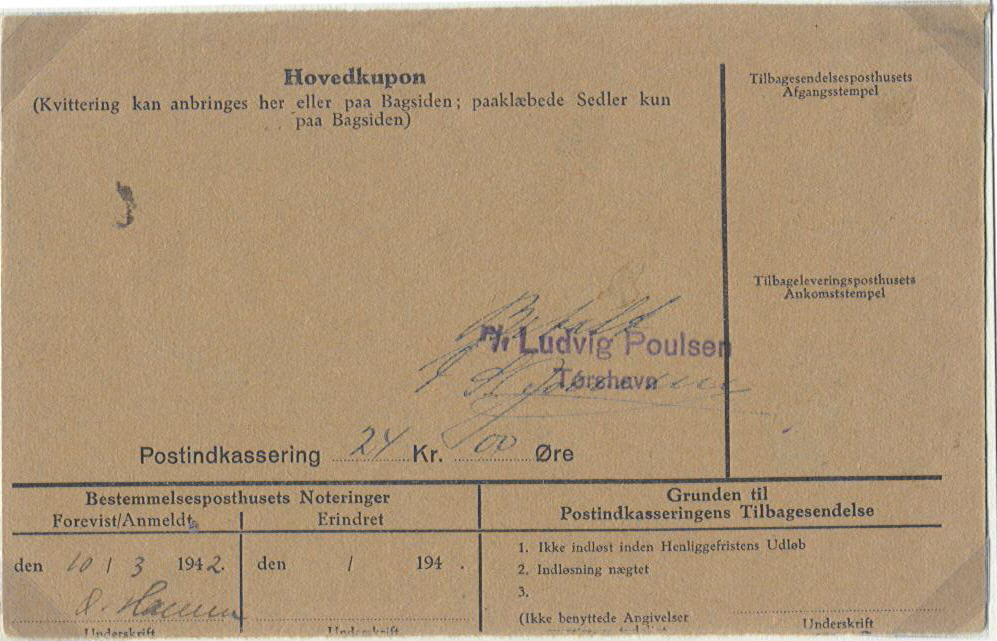 Hovedkupon
(Kvittering kan anbringes her eller paa Bagsiden; paaklæbede Sedler kun
paa Bagsiden)
Tilbagesendelsesposthusets
Afgangsstempel
Tilbageleveringsposthusets
Ankomststempel
Betalt
Ludvig Poulsen
Tórshavn
Postindkassering 24 Kr. 00 Øre
Bestemmelsesposthusets Noteringer
Forevist/Anmeldt
Erindret
den 10 / 3 1942.
den / 194 .
Underskrift
Underskrift
Grunden til
Postindkasseringens Tilbagesendelse
1. Ikke indløst inden Henliggefristens Udløb
2. Indløsning nægtet
3.
(Ikke benyttede Angivelser
Underskrift